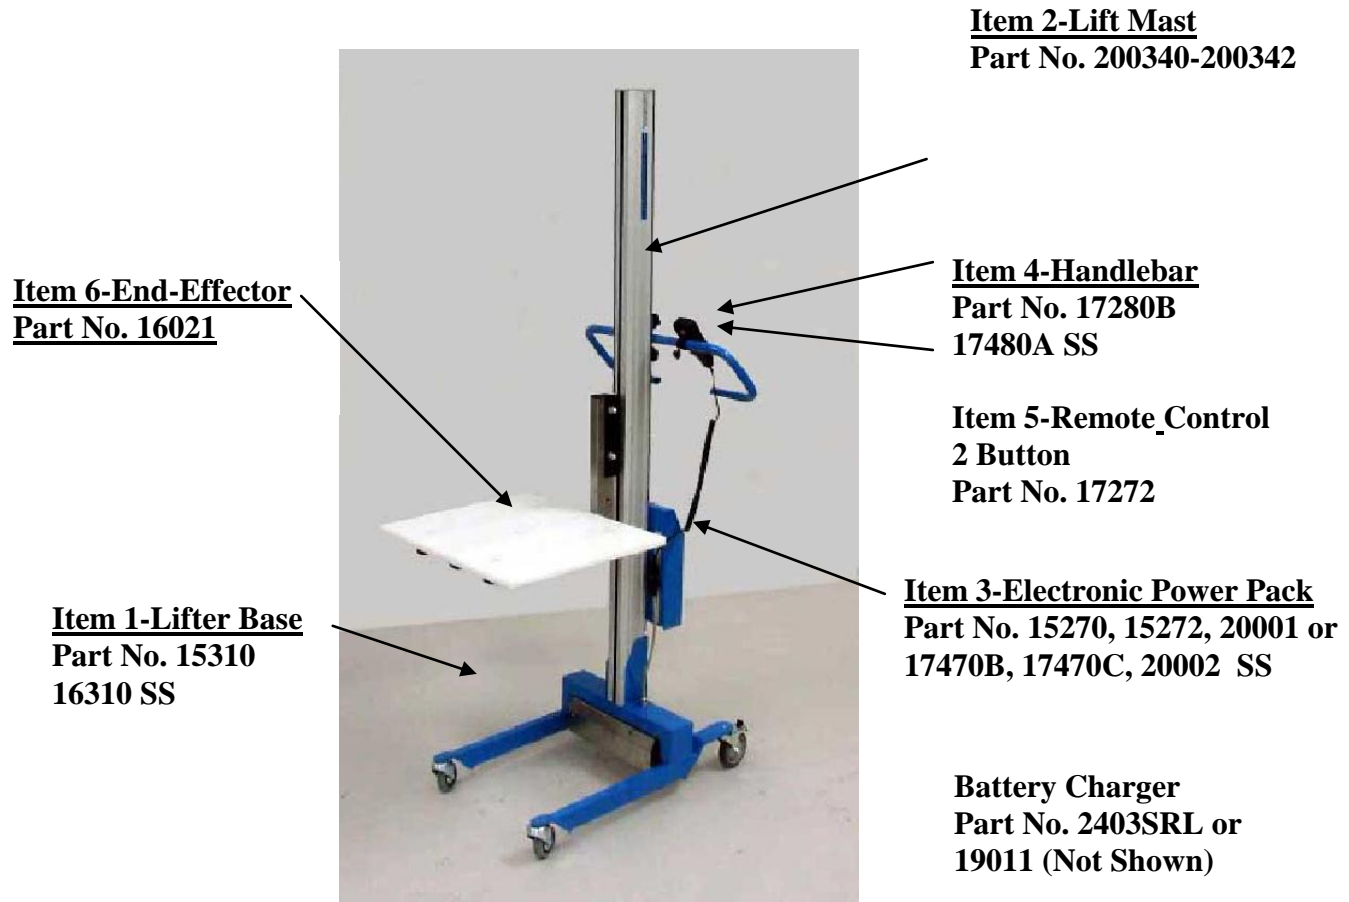 Item 2-Lift Mast
Part No. 200340-200342
Item 6-End-Effector
Part No. 16021
Item 4-Handlebar
Part No. 17280B
17480A SS
Item 5-Remote Control
2 Button
Part No. 17272
Item 1-Lifter Base
Part No. 15310
16310 SS
Item 3-Electronic Power Pack
Part No. 15270, 15272, 20001 or
17470B, 17470C, 20002  SS
Battery Charger
Part No. 2403SRL or
19011 (Not Shown)